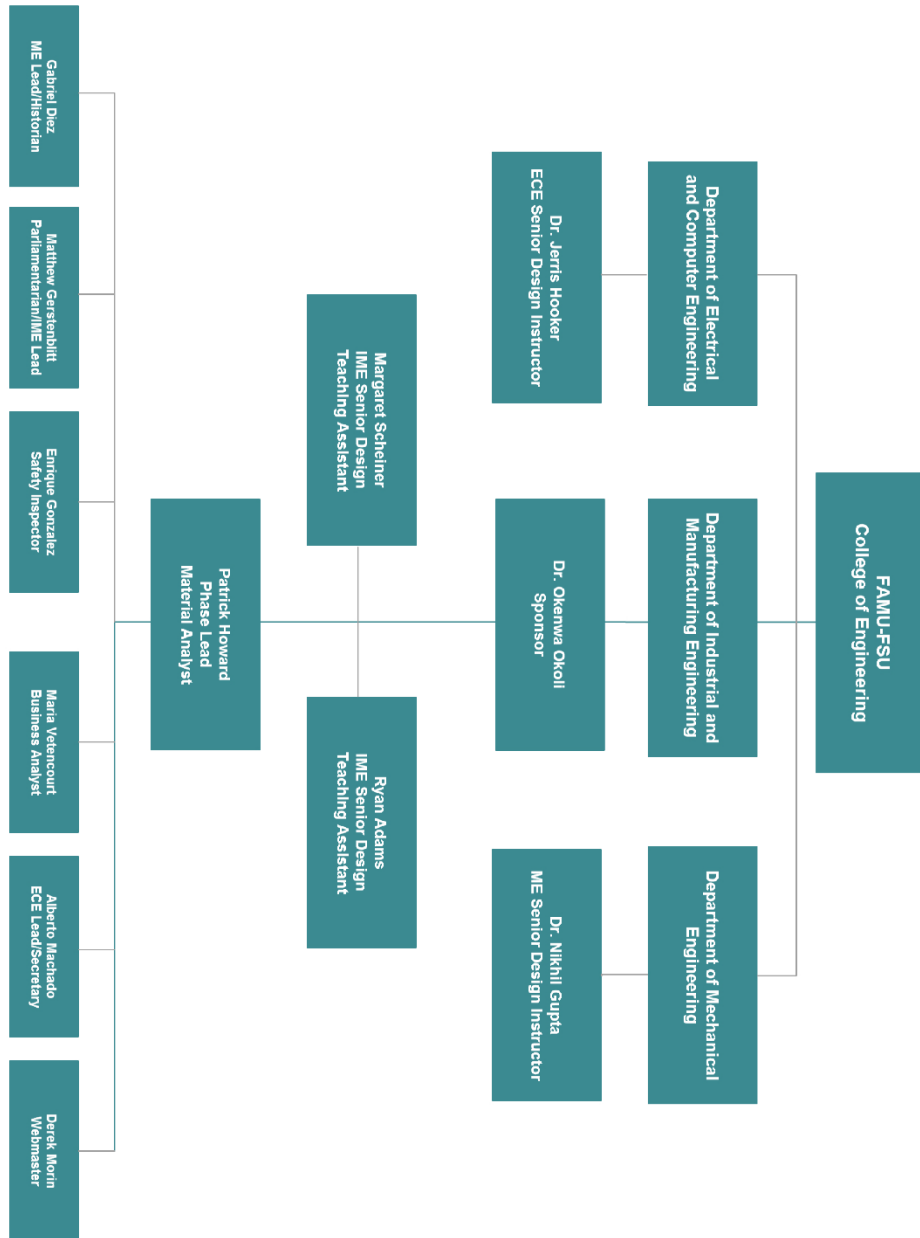 FAMU-FSU
College of Engineering
Department of Electrical
and Computer Engineering
Department of Industrial and
Manufacturing Engineering
Department of Mechanical
Engineering
Dr. Jerris Hooker
ECE Senior Design Instructor
Dr. Okenwa Okoli
Sponsor
Dr. Nikhil Gupta
ME Senior Design Instructor
Margaret Scheiner
IME Senior Design
Teaching Assistant
Ryan Adams
IME Senior Design
Teaching Assistant
Patrick Howard
Phase Lead
Material Analyst
Gabriel Diez
ME Lead/Historian
Matthew Gerstenblitt
Parliamentarian/IME Lead
Enrique Gonzalez
Safety Inspector
Maria Vetencourt
Business Analyst
Alberto Machado
ECE Lead/Secretary
Derek Morin
Webmaster